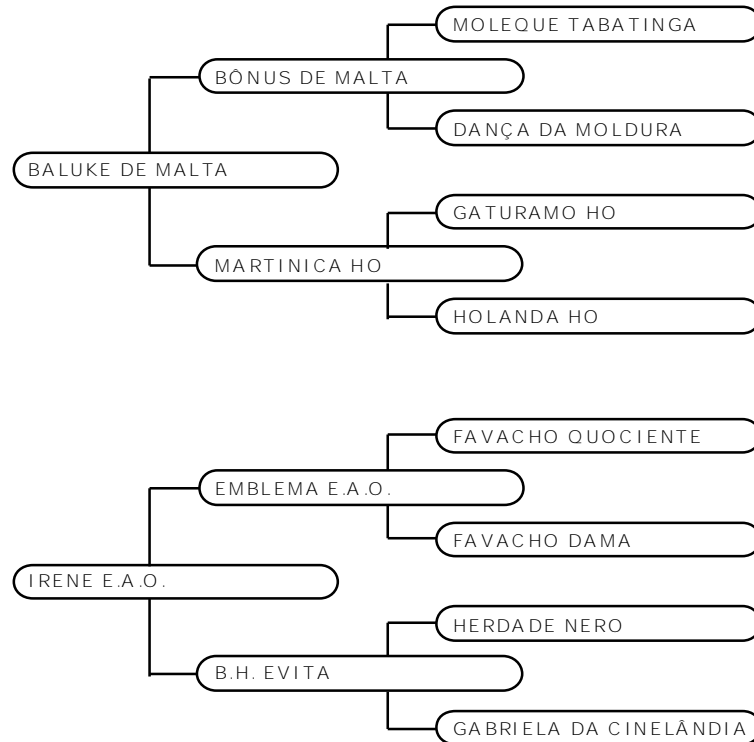 MOLEQUE TABATINGA
BÔNUS DE MALTA
DANÇA DA MOLDURA
BALUKE DE MALTA
GATURAMO HO
MARTINICA HO
HOLANDA HO
FAVACHO QUOCIENTE
EMBLEMA E.A.O.
FAVACHO DAMA
IRENE E.A.O.
HERDADE NERO
B.H. EVITA
GABRIELA DA CINELÂNDIA